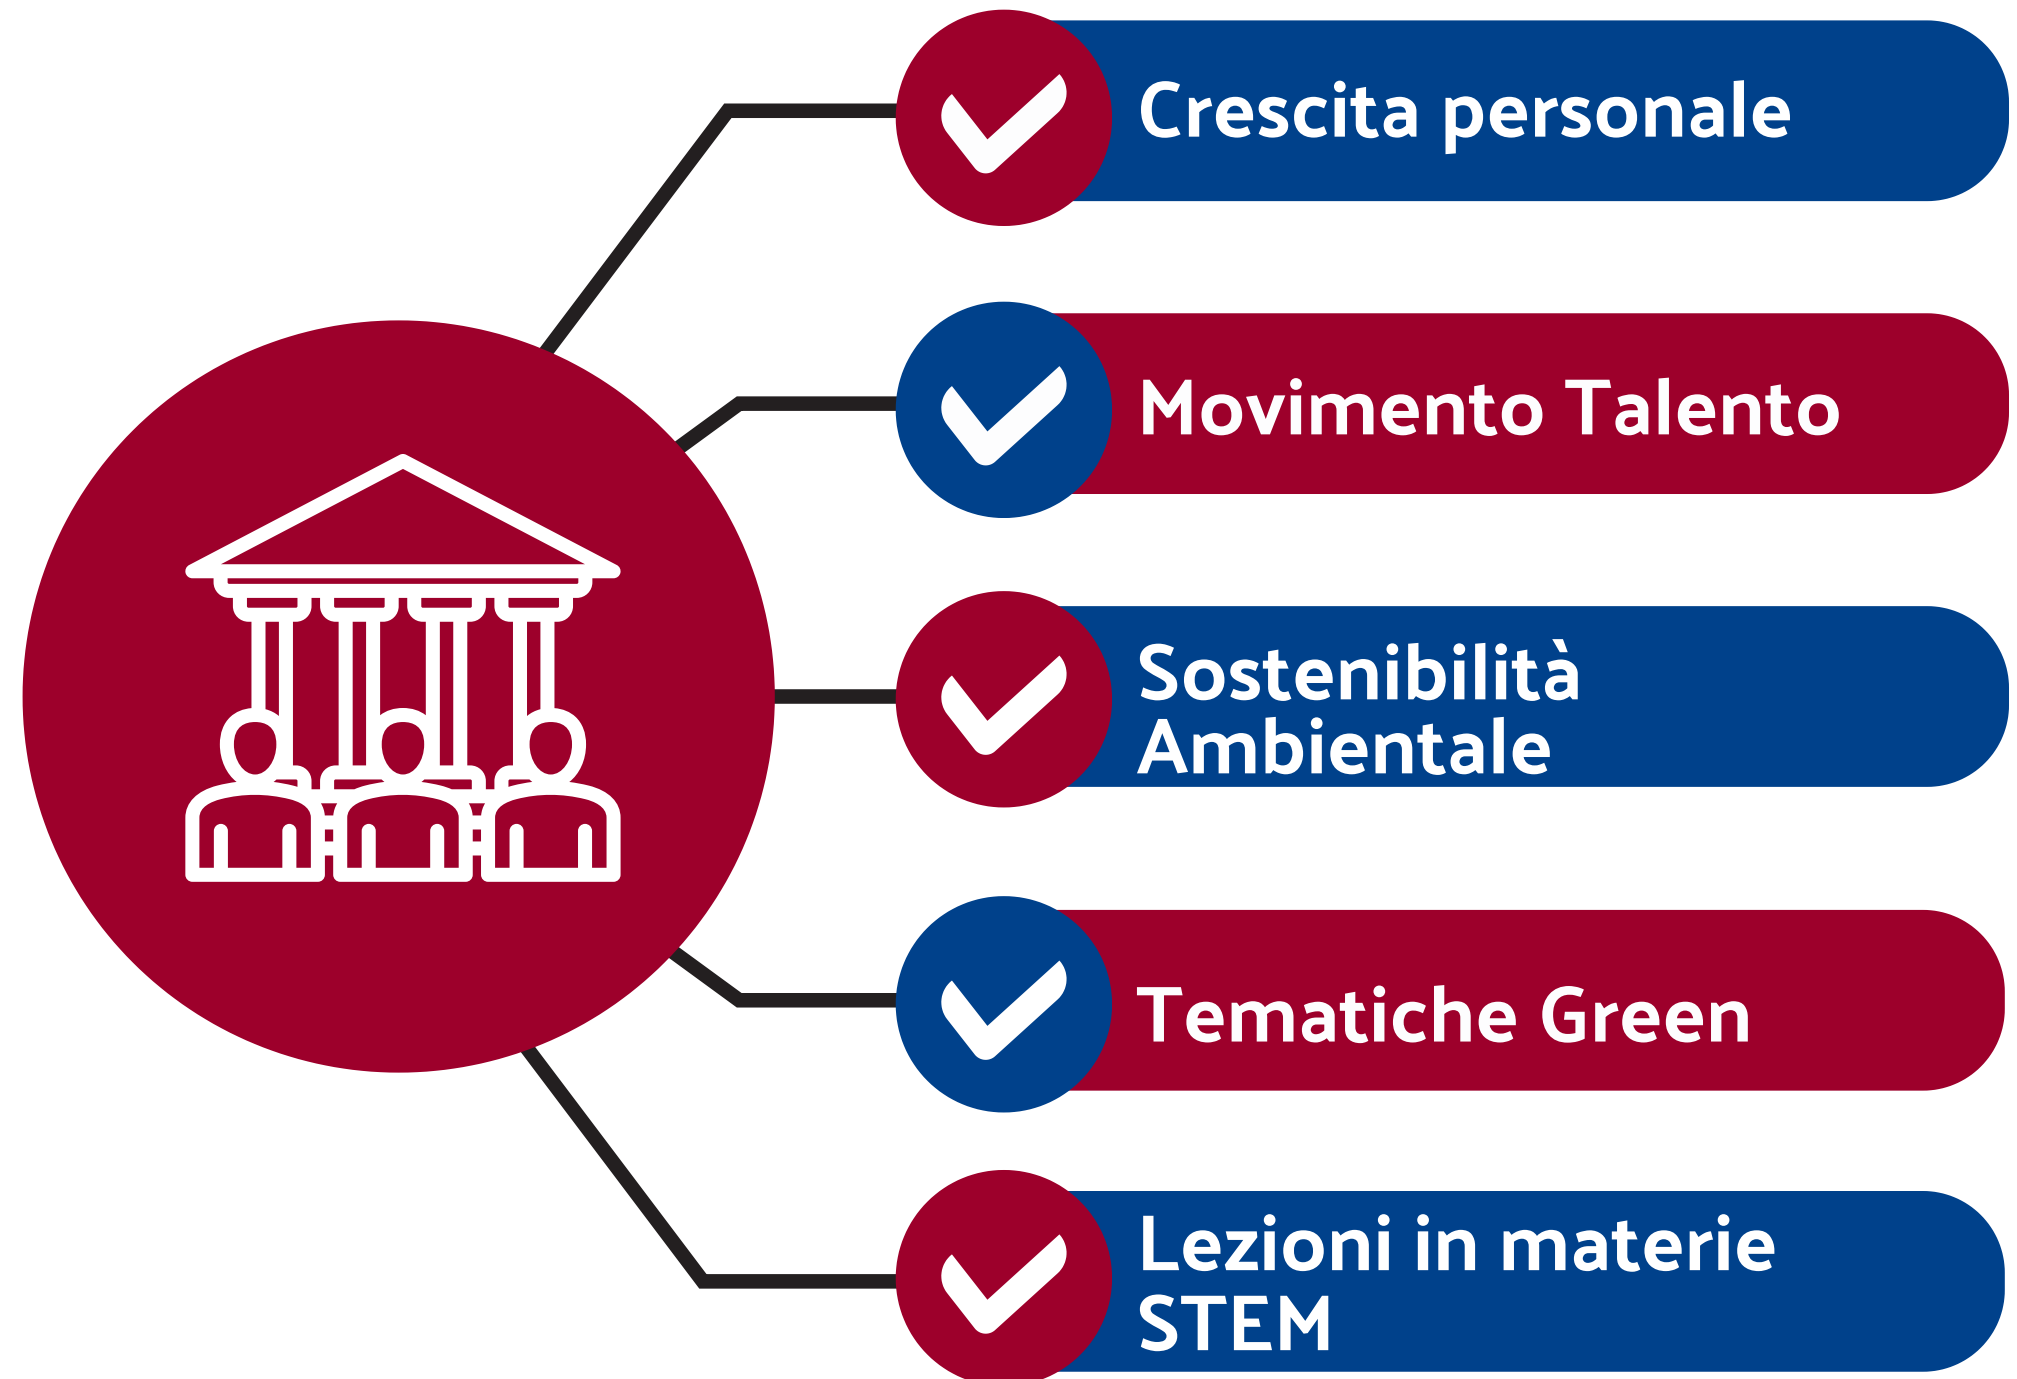 Crescita personale
Movimento Talento
Sostenibilità
Ambientale
Tematiche Green
Lezioni in materie
STEM